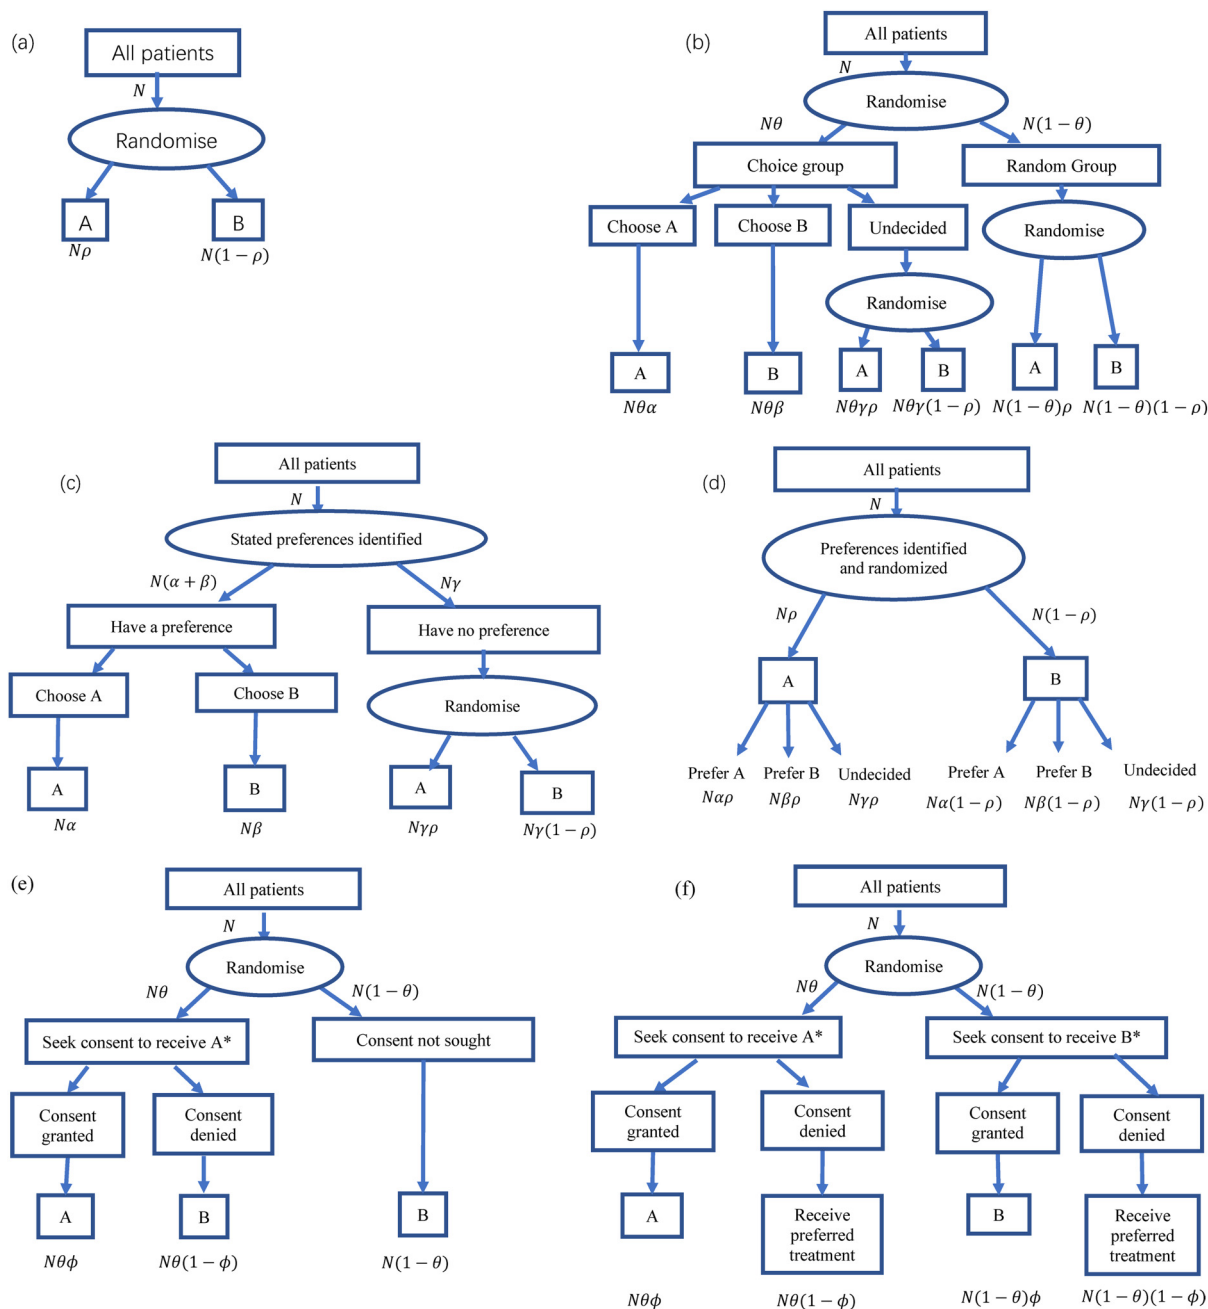 (a)
All patients
N
Randomise
A
B
Nρ
N(1 − ρ)
(b)
All patients
N
Randomise
Nθ
N(1 − θ)
Choice group
Random Group
Choose A
Choose B
Undecided
Randomise
Randomise
A
B
A
B
A
B
Nθα
Nθβ
Nθγρ
Nθγ(1 − ρ)
N(1 − θ)ρ
N(1 − θ)(1 − ρ)
(c)
All patients
N
Stated preferences identified
N(α + β)
Nγ
Have a preference
Have no preference
Choose A
Choose B
Randomise
A
B
A
B
Nα
Nβ
Nγρ
Nγ(1 − ρ)
(d)
All patients
N
Preferences identified
and randomized
Nρ
N(1 − ρ)
A
B
Prefer A
Prefer B
Undecided
Prefer A
Prefer B
Undecided
Nαρ
Nβρ
Nγρ
Nα(1 − ρ)
Nβ(1 − ρ)
Nγ(1 − ρ)
(e)
All patients
N
Randomise
Nθ
N(1 − θ)
Seek consent to receive A*
Consent not sought
Consent
granted
Consent
denied
A
B
B
Nθϕ
Nθ(1 − ϕ)
N(1 − θ)
(f)
All patients
N
Randomise
Nθ
N(1 − θ)
Seek consent to receive A*
Seek consent to receive B*
Consent
granted
Consent
denied
Consent
granted
Consent
denied
A
Receive
preferred
treatment
B
Receive
preferred
treatment
Nθϕ
Nθ(1 − ϕ)
N(1 − θ)ϕ
N(1 − θ)(1 − ϕ)